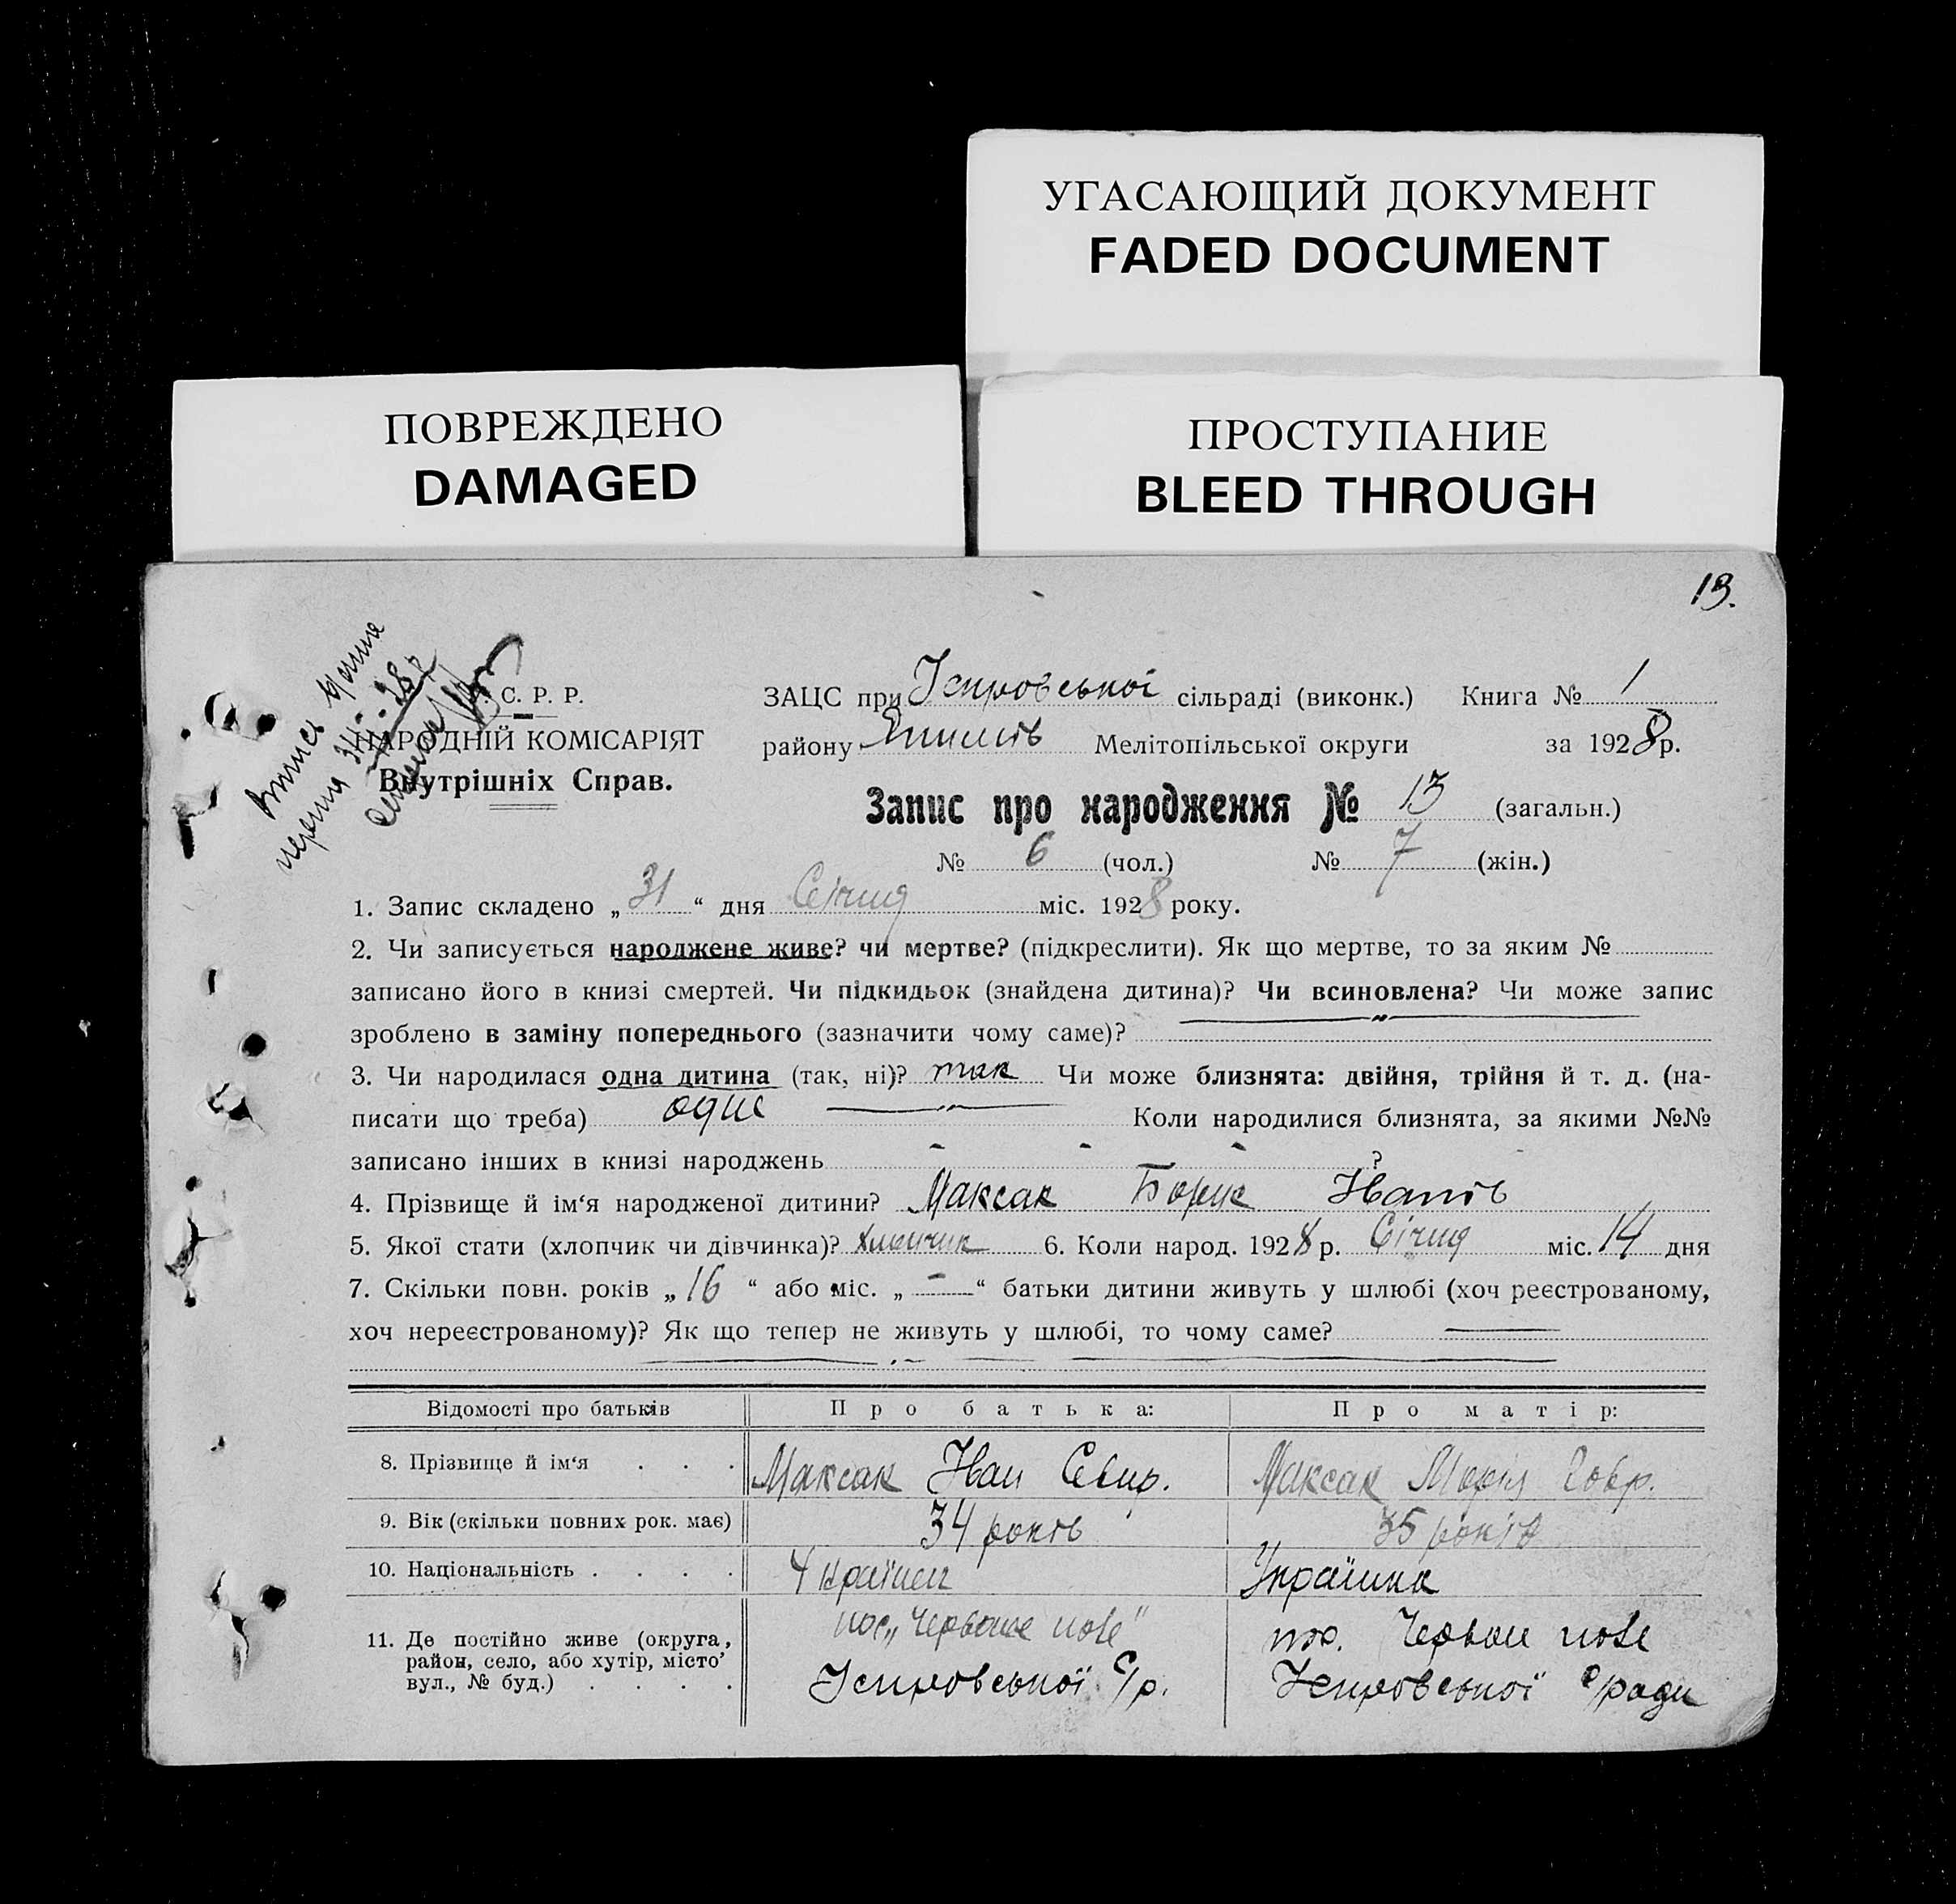 УГАСАЮЩИЙ ДОКУМЕНТ
FADED DOCUMENT
ПОВРЕЖДЕНО
DAMAGED
ПРОСТУПАНИЕ
BLEED THROUGH
13.
С. Р. Р.
НАРОДНІЙ КОМІСАРІЯТ
Внутрішніх Справ.
ЗАЦС при сільраді (виконк.) Книга № 1
району Мелітопільської округи за 1928 р.
Запис про народження № 13 (загальн.)
№ 6 (чол.) № 7 (жін.)
1. Запис складено „31“ дня Січня міс. 1928 року.
2. Чи записується народжене живе? чи мертве? (підкреслити). Як що мертве, то за яким №
записано його в книзі смертей. Чи підкидьок (знайдена дитина)? Чи всиновлена? Чи може запис
зроблено в заміну попереднього (зазначити чому саме)?
3. Чи народилася одна дитина (так, ні)? так Чи може близнята: двійня, трійня й т. д. (на-
писати що треба) одне Коли народилися близнята, за якими №№
записано інших в книзі народжень - - - ?
4. Прізвище й ім‘я народженої дитини? Максак Борис Іванів
5. Якої стати (хлопчик чи дівчинка)? хлопчик 6. Коли народ. 1928 р. Січня міс. 14 дня
7. Скільки повн. років „16“ або міс. „-“ батьки дитини живуть у шлюбі (хоч реєстрованому,
хоч нереєстрованому)? Як що тепер не живуть у шлюбі, то чому саме?
Відомості про батьків Про батька: Про матір:
8. Прізвище й ім‘я . . . Максак Іван Севир. Максак Марія Гавр.
9. Вік (скільки повних рок. має) 34 років 35 років
10. Національність . . . . Українец Українка
11. Де постійно живе (округа, район, село, або хутір, місто, вул., № буд.) . . . .
пос. „Червоне поле“ с/р.
пос. Червоне поле с/ради